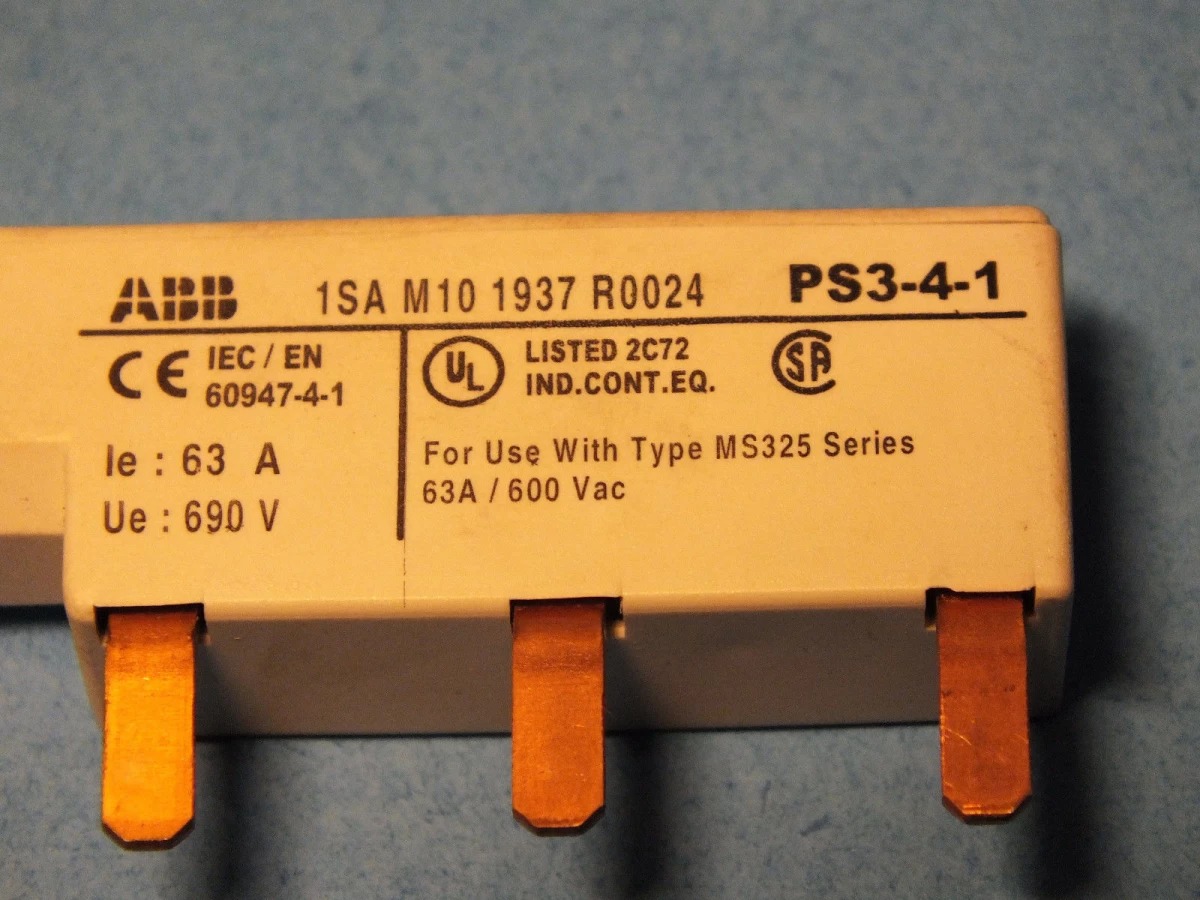 ABB 1SA M10 1937 R0024 PS3-4-1
CE IEC / EN
60947-4-1
Ie : 63 A
Ue : 690 V
UL LISTED 2C72
IND.CONT.EQ.
SA
For Use With Type MS325 Series
63A / 600 Vac